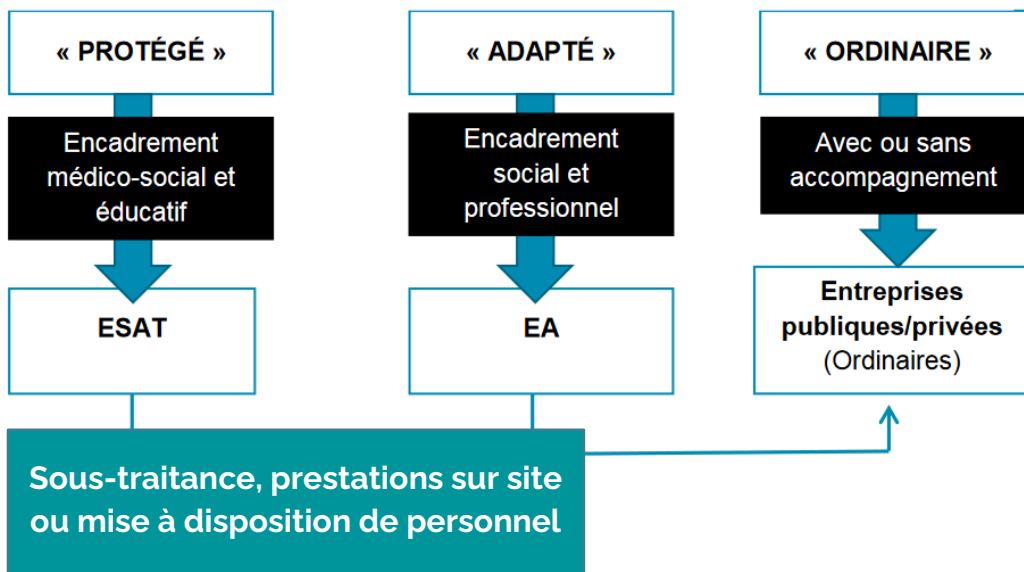 « PROTÉGÉ »
Encadrement
médico-social et
éducatif
ESAT
« ADAPTÉ »
Encadrement
social et
professionnel
EA
« ORDINAIRE »
Avec ou sans
accompagnement
Entreprises
publiques/privées
(Ordinaires)
Sous-traitance, prestations sur site
ou mise à disposition de personnel